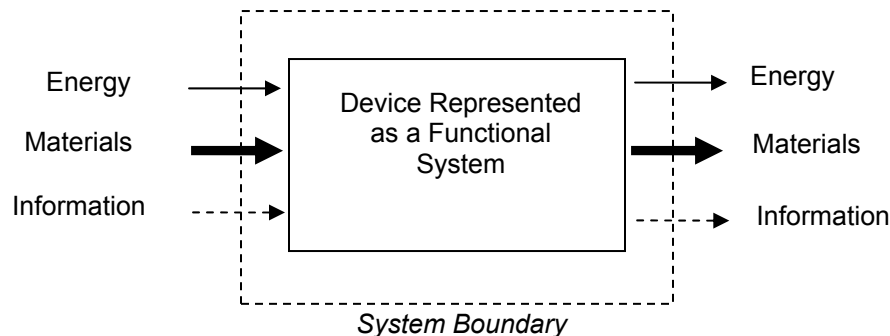 Energy
Materials
Information
Device Represented
as a Functional
System
Energy
Materials
Information
System Boundary